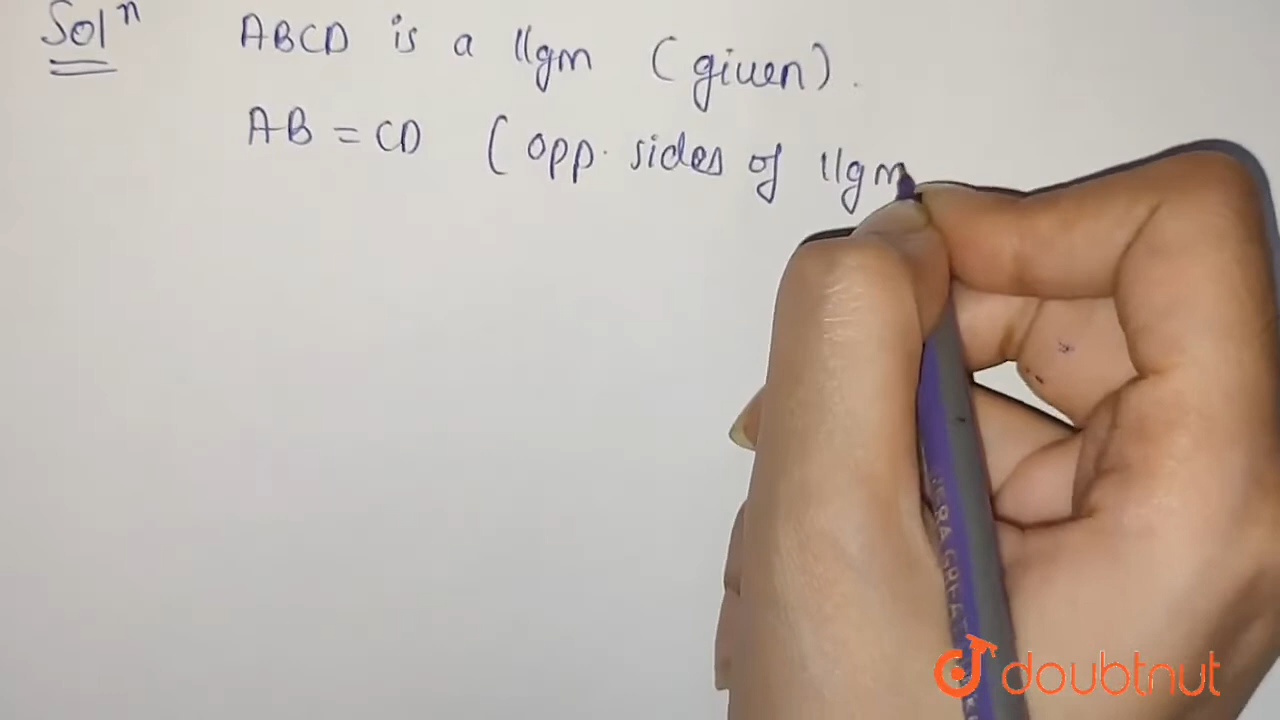 Solⁿ ABCD is a llgm (given).
AB = CD (opp. sides of llgm
doubtnut